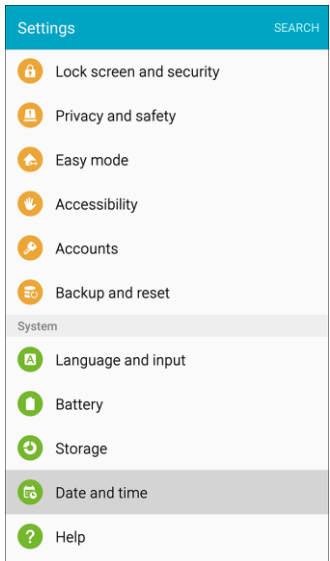 Settings SEARCH
Lock screen and security
Privacy and safety
Easy mode
Accessibility
Accounts
Backup and reset
System
A Language and input
Battery
Storage
Date and time
? Help